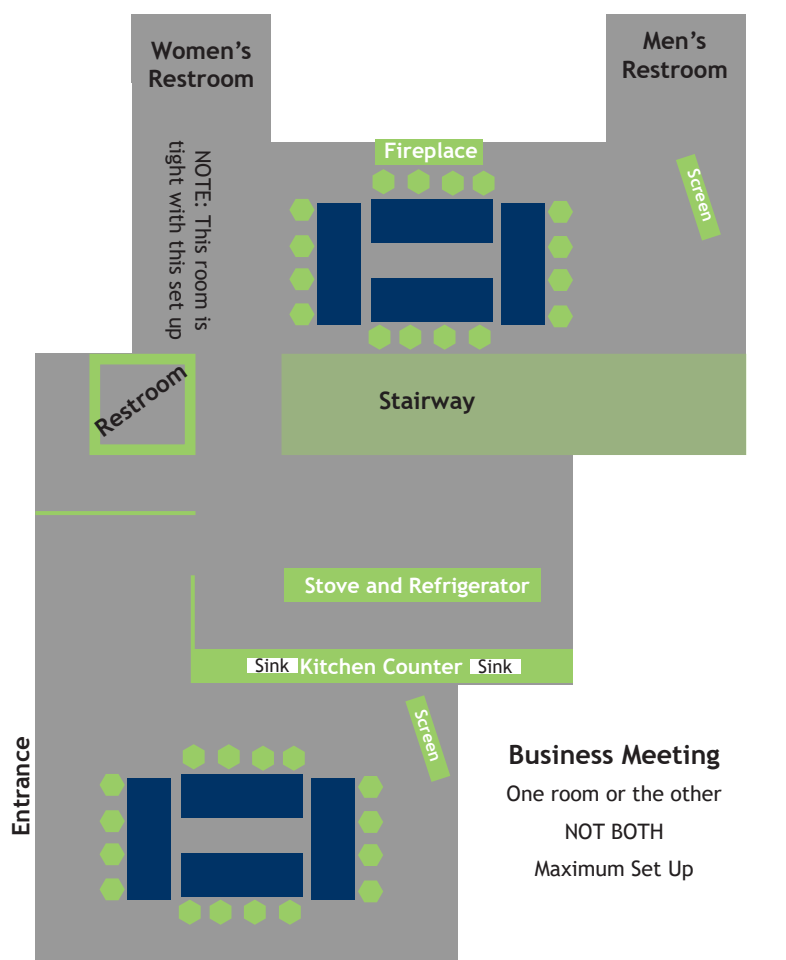 Women's
Restroom
Men's
Restroom
Fireplace
Screen
NOTE: This room is
tight with this set up
Restroom
Stairway
Stove and Refrigerator
Sink Kitchen Counter Sink
Screen
Entrance
Business Meeting
One room or the other
NOT BOTH
Maximum Set Up